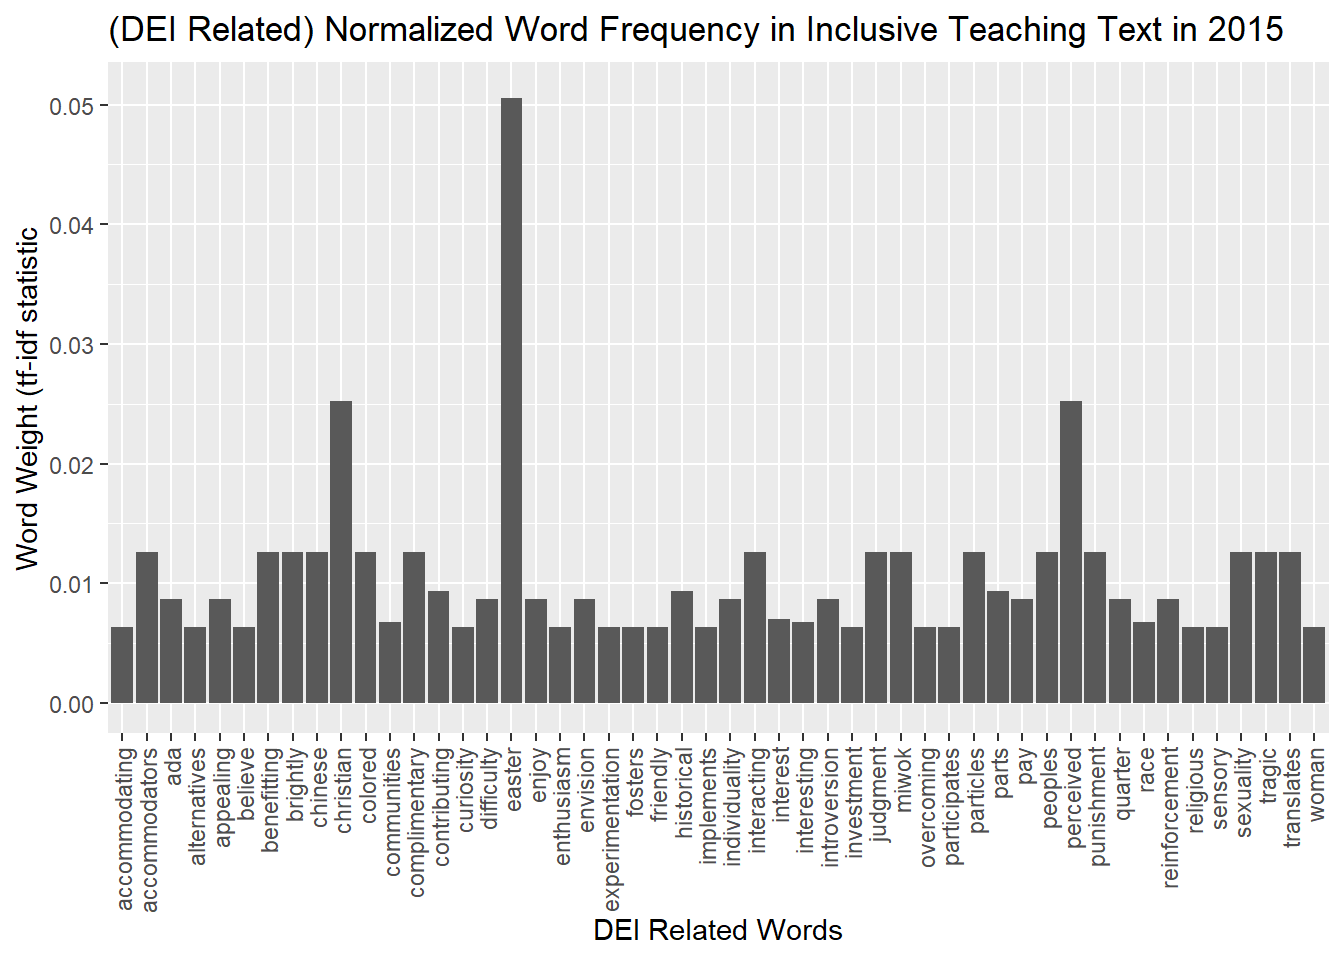 (DEI Related) Normalized Word Frequency in Inclusive Teaching Text in 2015
Word Weight (tf-idf statistic
0.05
0.04
0.03
0.02
0.01
0.00
accommodating
accommodators
ada
alternatives
appealing
believe
benefitting
brightly
chinese
christian
colored
communities
complimentary
contributing
curiosity
difficulty
easter
enjoy
enthusiasm
envision
experimentation
fosters
friendly
historical
implements
individuality
interacting
interest
interesting
introversion
investment
judgment
miwok
overcoming
participates
particles
parts
pay
peoples
perceived
punishment
quarter
race
reinforcement
religious
sensory
sexuality
tragic
translates
woman
DEI Related Words